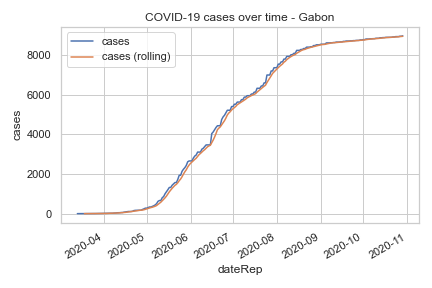 COVID-19 cases over time - Gabon
cases
cases (rolling)
8000
6000
4000
2000
0
cases
2020-04
2020-05
2020-06
2020-07
2020-08
2020-09
2020-10
2020-11
dateRep